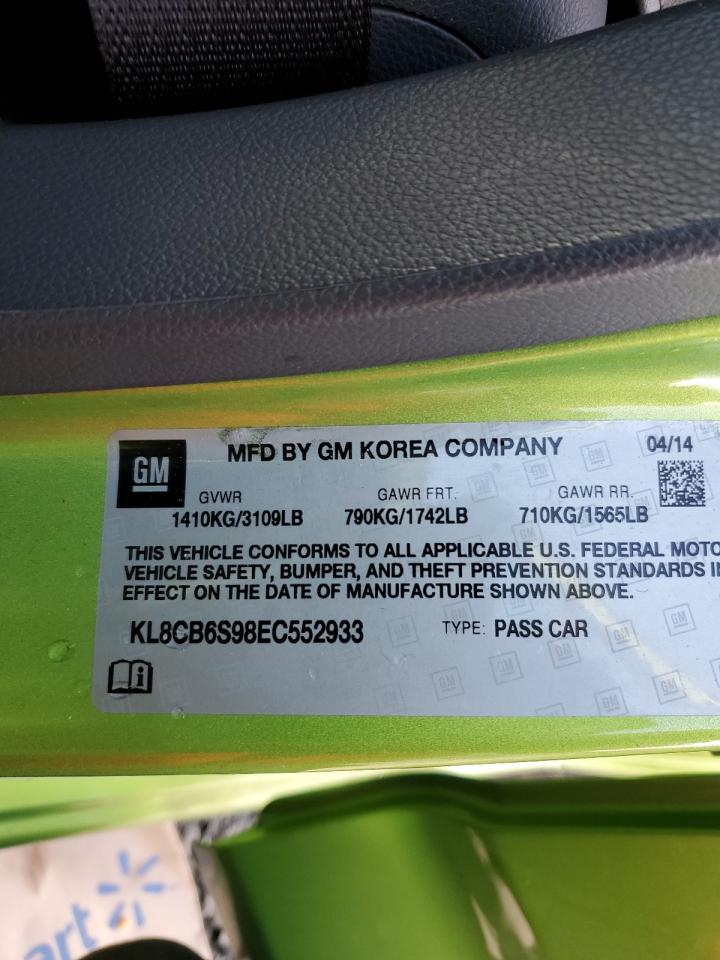 GM
MFD BY GM KOREA COMPANY
04/14
GVWR
GAWR FRT.
GAWR RR.
1410KG/3109LB
790KG/1742LB
710KG/1565LB
THIS VEHICLE CONFORMS TO ALL APPLICABLE U.S. FEDERAL MOTO
VEHICLE SAFETY, BUMPER, AND THEFT PREVENTION STANDARDS IN
EFFECT ON THE DATE OF MANUFACTURE SHOWN ABOVE.
KL8CB6S98EC552933
TYPE: PASS CAR
art